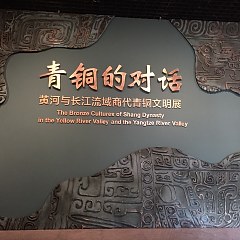 青铜的对话
黄河与长江流域商代青铜文明展
The Bronze Cultures of Shang Dynasty
in the Yellow River Valley and the Yangtze River Valley